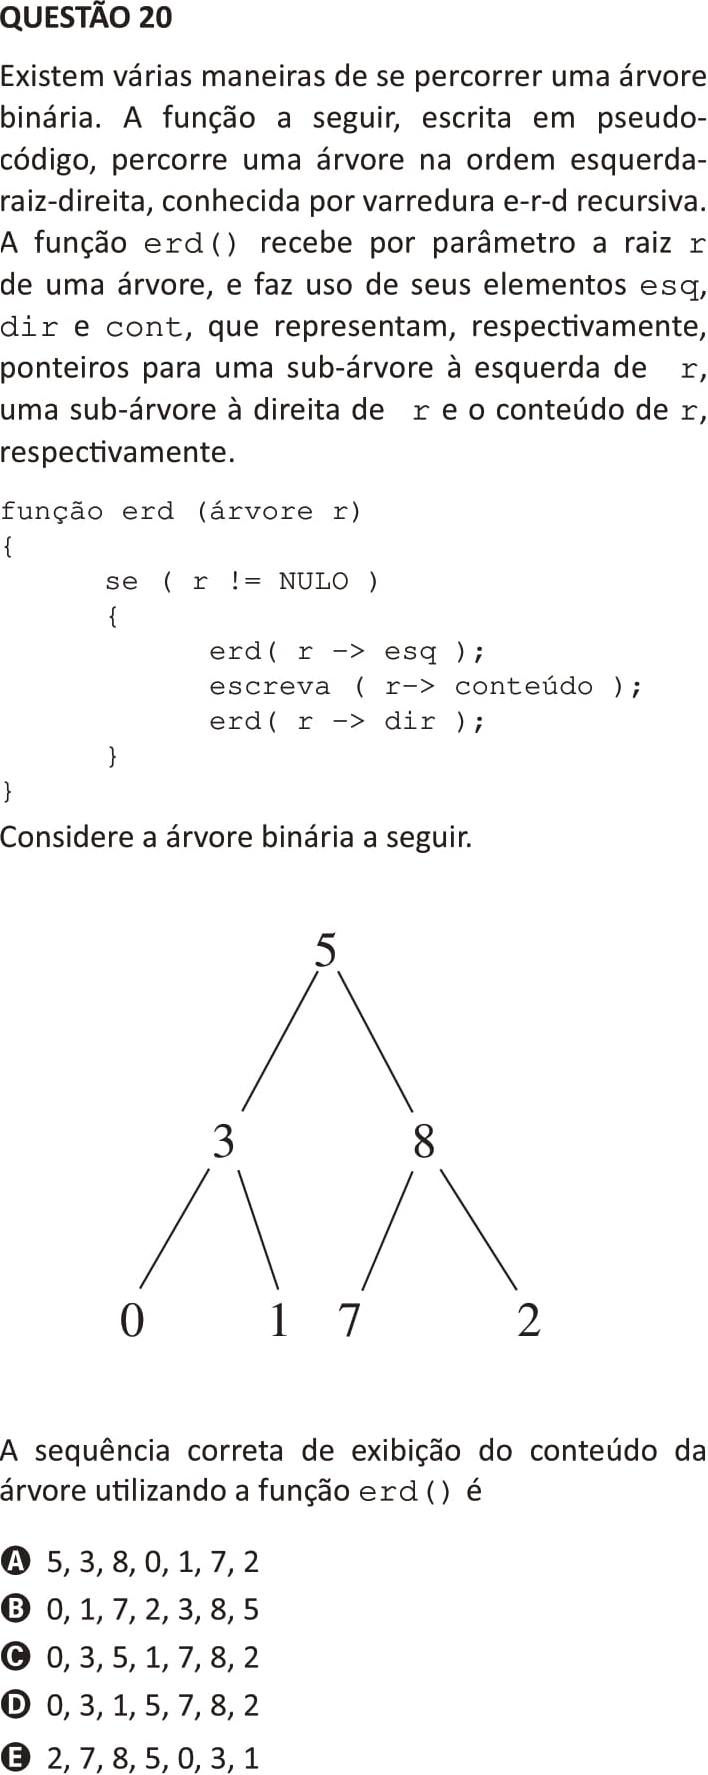 QUESTÃO 20
Existem várias maneiras de se percorrer uma árvore
binária. A função a seguir, escrita em pseudo-
código, percorre uma árvore na ordem esquerda-
raiz-direita, conhecida por varredura e-r-d recursiva.
A função erd() recebe por parâmetro a raiz r
de uma árvore, e faz uso de seus elementos esq,
dir e cont, que representam, respectivamente,
ponteiros para uma sub-árvore à esquerda de r,
uma sub-árvore à direita de r e o conteúdo de r,
respectivamente.
função erd (árvore r)
{
se ( r != NULO )
{
erd( r -> esq );
escreva ( r-> conteúdo );
erd( r -> dir );
}
}
Considere a árvore binária a seguir.
5
3 8
0 1 7 2
A sequência correta de exibição do conteúdo da
árvore utilizando a função erd() é
A 5, 3, 8, 0, 1, 7, 2
B 0, 1, 7, 2, 3, 8, 5
C 0, 3, 5, 1, 7, 8, 2
D 0, 3, 1, 5, 7, 8, 2
E 2, 7, 8, 5, 0, 3, 1